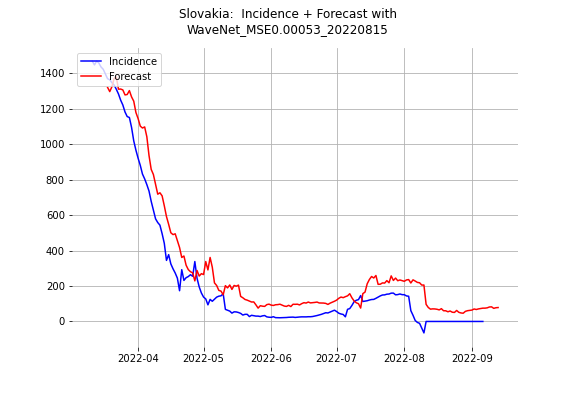 Slovakia:  Incidence + Forecast with
WaveNet_MSE0.00053_20220815
Incidence
Forecast
1400
1200
1000
800
600
400
200
0
2022-04 2022-05 2022-06 2022-07 2022-08 2022-09